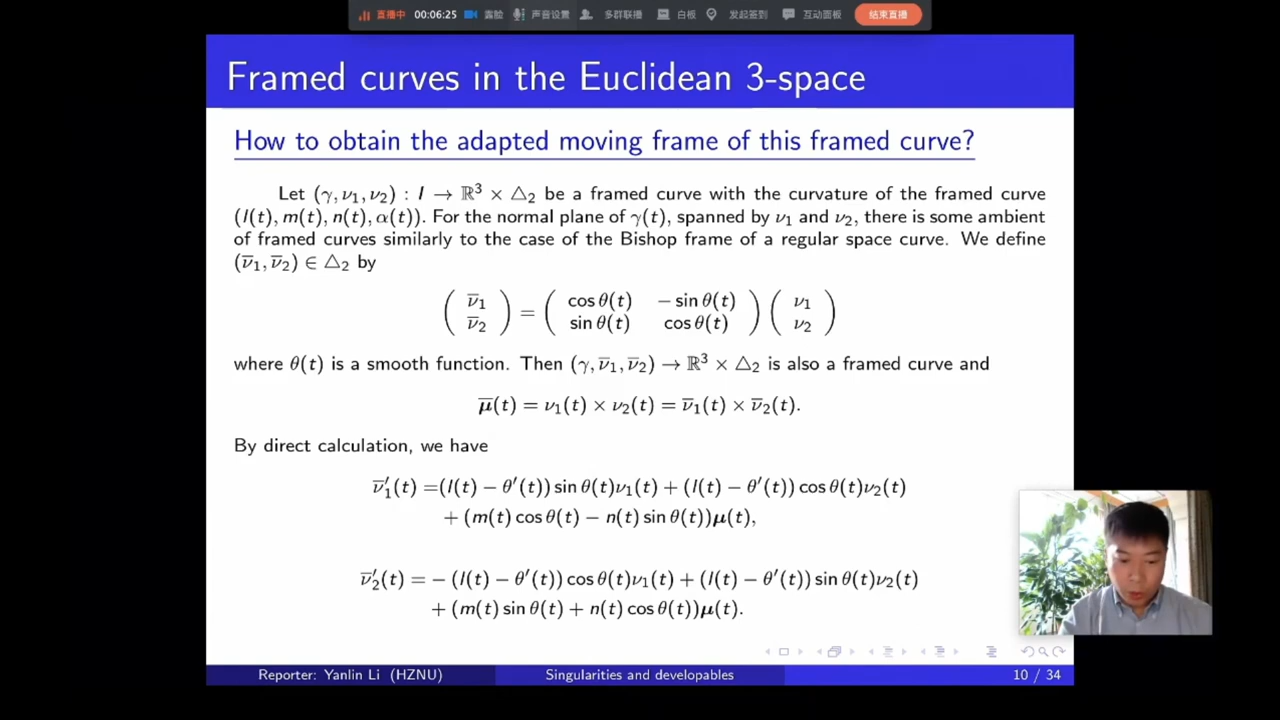 直播中 00:06:25 露脸 声音设置 多群联播 白板 发起签到 互动面板 结束直播
Framed curves in the Euclidean 3-space
How to obtain the adapted moving frame of this framed curve?
Let (γ, ν₁, ν₂) : I → ℝ³ × △₂ be a framed curve with the curvature of the framed curve
(l(t), m(t), n(t), α(t)). For the normal plane of γ(t), spanned by ν₁ and ν₂, there is some ambient
of framed curves similarly to the case of the Bishop frame of a regular space curve. We define
(ν̅₁, ν̅₂) ∈ △₂ by
( ν̅₁ ) = ( cos θ(t) − sin θ(t) ) ( ν₁ )
( ν̅₂ ) ( sin θ(t) cos θ(t) ) ( ν₂ )
where θ(t) is a smooth function. Then (γ, ν̅₁, ν̅₂) → ℝ³ × △₂ is also a framed curve and
μ̅(t) = ν₁(t) × ν₂(t) = ν̅₁(t) × ν̅₂(t).
By direct calculation, we have
ν̅₁′(t) =(l(t) − θ′(t)) sin θ(t)ν₁(t) + (l(t) − θ′(t)) cos θ(t)ν₂(t)
+ (m(t) cos θ(t) − n(t) sin θ(t))μ(t),
ν̅₂′(t) = − (l(t) − θ′(t)) cos θ(t)ν₁(t) + (l(t) − θ′(t)) sin θ(t)ν₂(t)
+ (m(t) sin θ(t) + n(t) cos θ(t))μ(t).
Reporter: Yanlin Li (HZNU) Singularities and developables 10 / 34